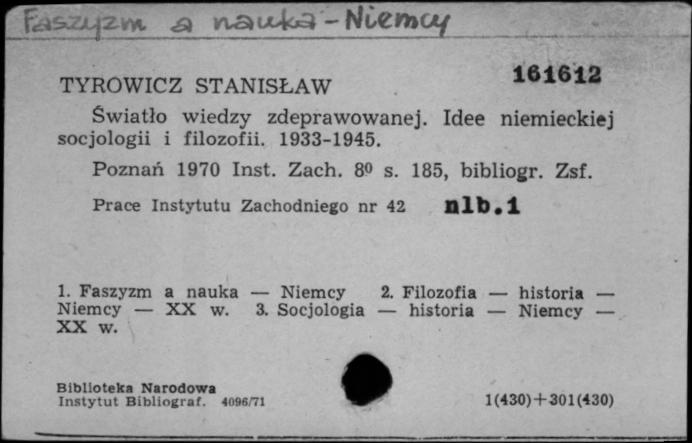 Faszyzm a nauka - Niemcy
161612
TYROWICZ STANISŁAW
Światło wiedzy zdeprawowanej. Idee niemieckiej
socjologii i filozofii. 1933-1945.
Poznań 1970 Inst. Zach. 8⁰ s. 185, bibliogr. Zsf.
Prace Instytutu Zachodniego nr 42 nlb.1
1. Faszyzm a nauka — Niemcy 2. Filozofia — historia —
Niemcy — XX w. 3. Socjologia — historia — Niemcy —
XX w.
Biblioteka Narodowa
Instytut Bibliograf. 4096/71 1(430)+301(430)